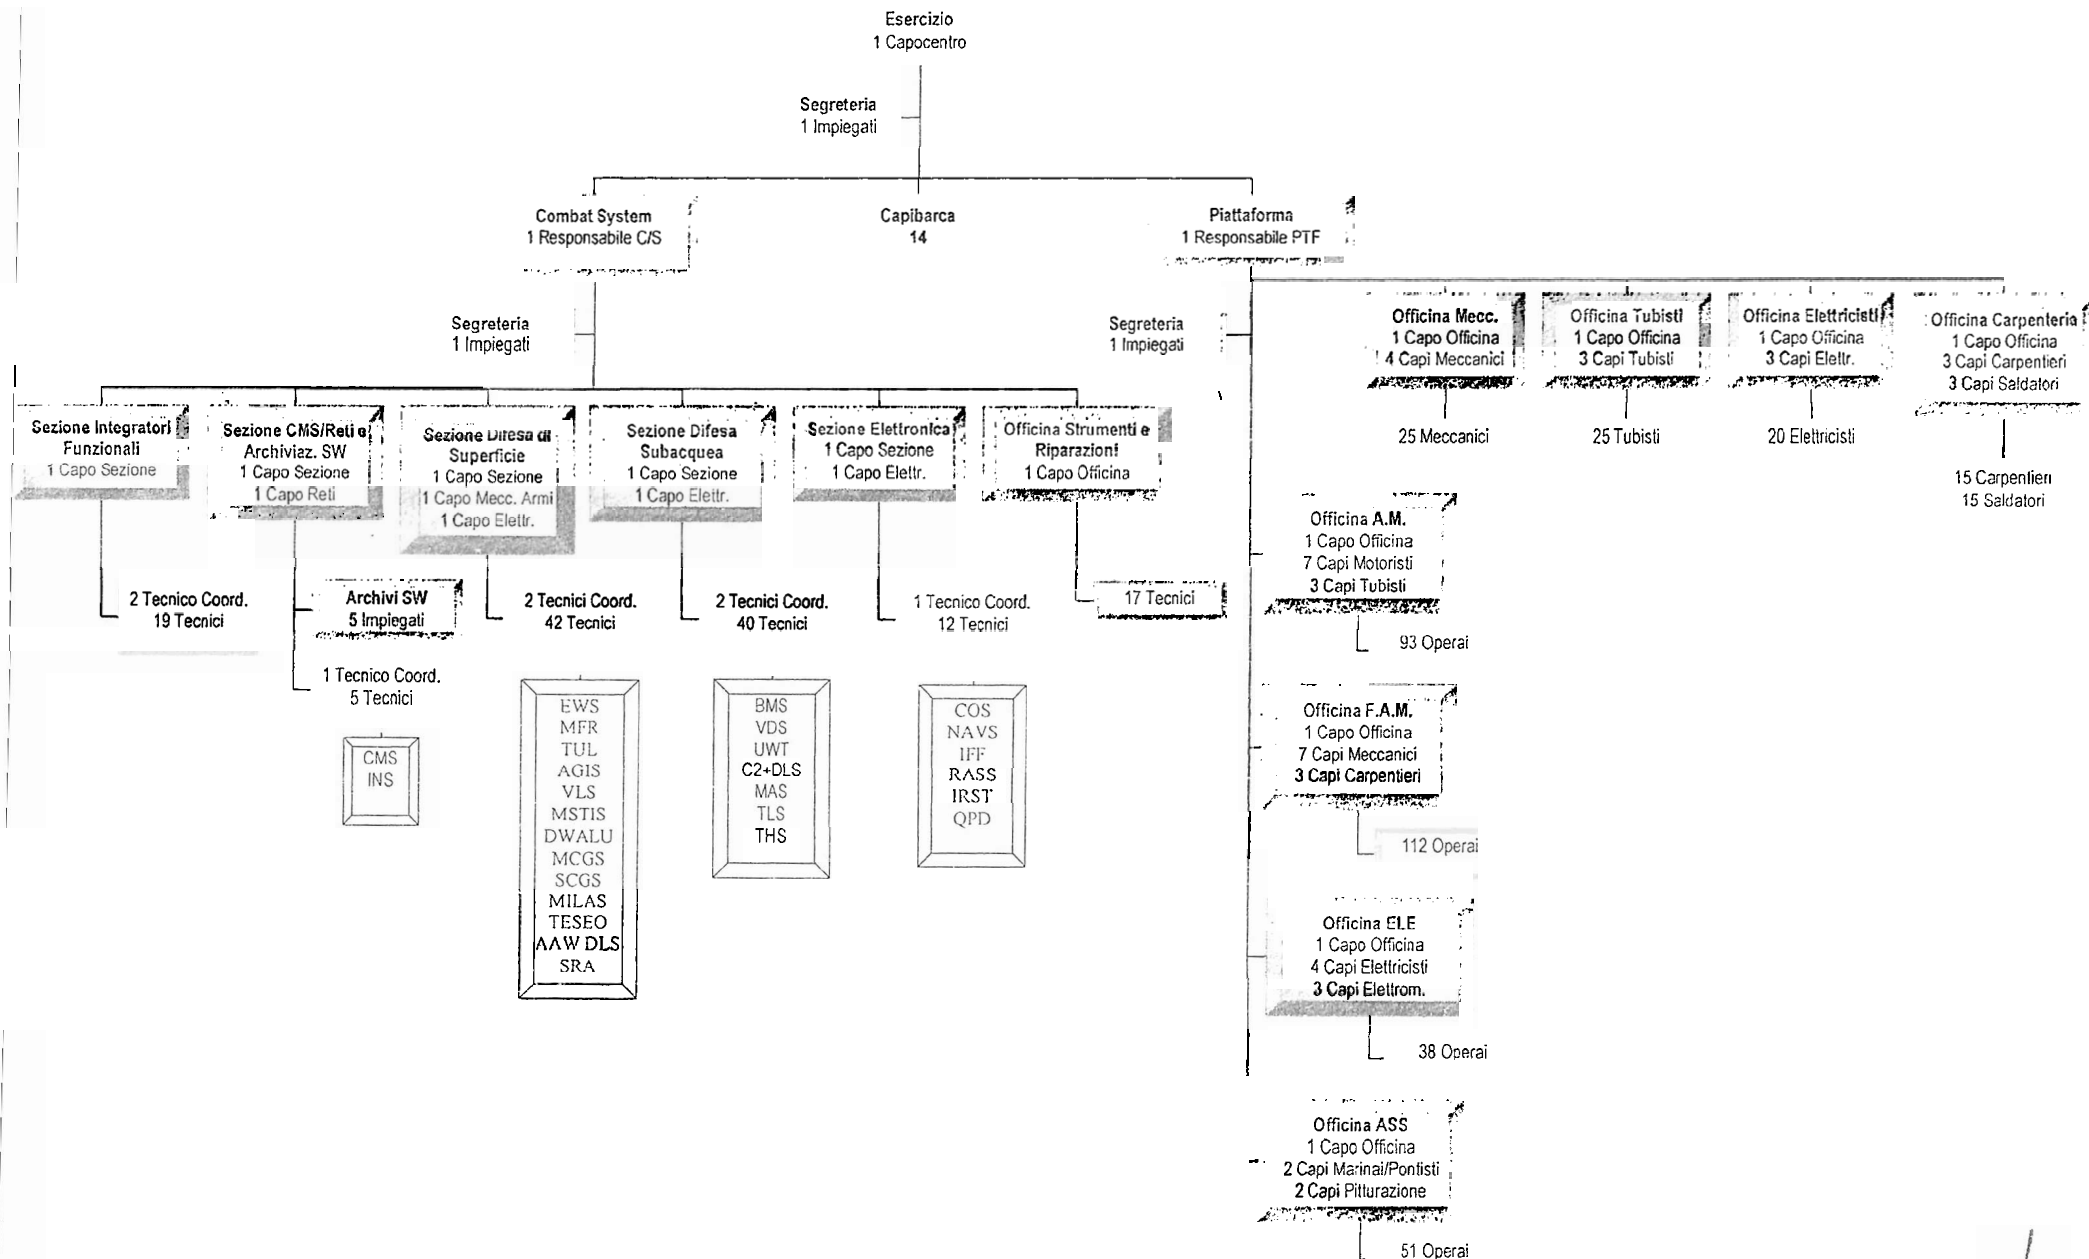 Esercizio
1 Capocentro
Segreteria
1 Impiegati
Combat System
1 Responsabile C/S
Capibarca
14
Piattaforma
1 Responsabile PTF
Segreteria
1 Impiegati
Segreteria
1 Impiegati
Officina Mecc.
1 Capo Officina
4 Capi Meccanici
25 Meccanici
Officina Tubisti
1 Capo Officina
3 Capi Tubisti
25 Tubisti
Officina Elettricisti
1 Capo Officina
3 Capi Elettr.
20 Elettricisti
Officina Carpenteria
1 Capo Officina
3 Capi Carpentieri
3 Capi Saldatori
15 Carpentieri
15 Saldatori
Sezione Integratori
Funzionali
1 Capo Sezione
2 Tecnico Coord.
19 Tecnici
Sezione CMS/Reti e
Archiviaz. SW
1 Capo Sezione
1 Capo Reti
Archivi SW
5 Impiegati
1 Tecnico Coord.
5 Tecnici
CMS
INS
Sezione Difesa di
Superficie
1 Capo Sezione
1 Capo Mecc. Armi
1 Capo Elettr.
2 Tecnici Coord.
42 Tecnici
EWS
MFR
TUL
AGIS
VLS
MSTIS
DWALU
MCGS
SCGS
MILAS
TESEO
AAW DLS
SRA
Sezione Difesa
Subacquea
1 Capo Sezione
1 Capo Elettr.
2 Tecnici Coord.
40 Tecnici
BMS
VDS
UWT
C2+DLS
MAS
TLS
THS
Sezione Elettronica
1 Capo Sezione
1 Capo Elettr.
1 Tecnico Coord.
12 Tecnici
COS
NAVS
IFF
RASS
IRST
QPD
Officina Strumenti e
Riparazioni
1 Capo Officina
17 Tecnici
Officina A.M.
1 Capo Officina
7 Capi Motoristi
3 Capi Tubisti
93 Operai
Officina F.A.M.
1 Capo Officina
7 Capi Meccanici
3 Capi Carpentieri
112 Operai
Officina ELE
1 Capo Officina
4 Capi Elettricisti
3 Capi Elettrom.
38 Operai
Officina ASS
1 Capo Officina
2 Capi Marinai/Pontisti
2 Capi Pitturazione
51 Operai